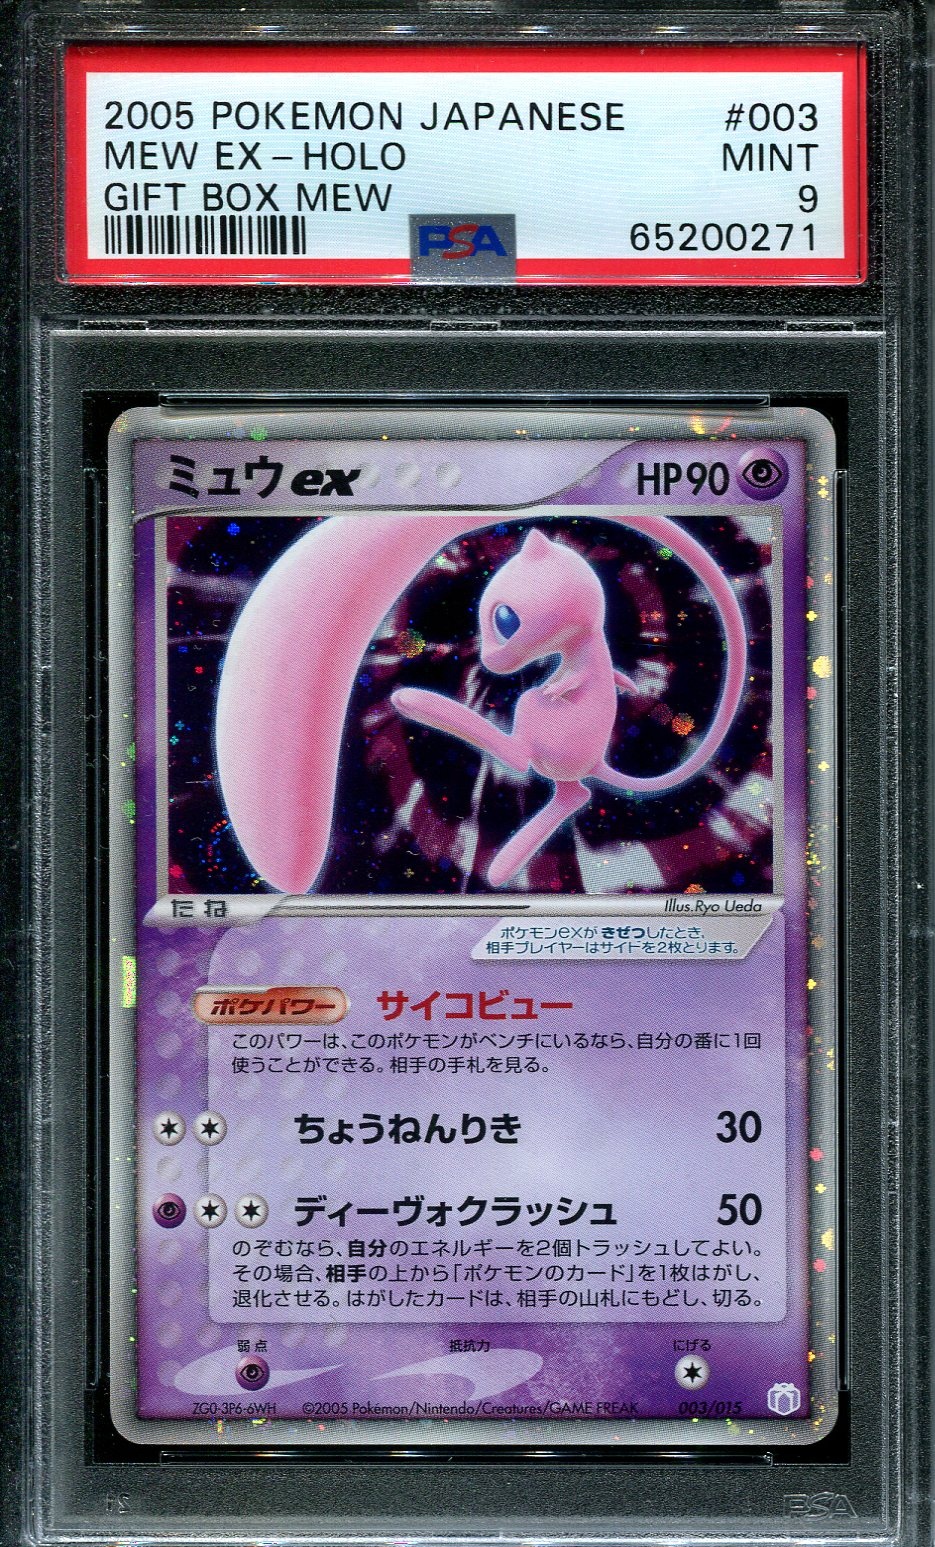 2005 POKEMON JAPANESE #003
MEW EX - HOLO MINT
GIFT BOX MEW 9
PSA 65200271
ミュウex HP90
たね Illus.Ryo Ueda
ポケモンexが きぜつしたとき、
相手プレイヤーはサイドを2枚とります。
ポケパワー サイコビュー
このパワーは、このポケモンがベンチにいるなら、自分の番に1回
使うことができる。相手の手札を見る。
ちょうねんりき 30
ディーヴォクラッシュ 50
のぞむなら、自分のエネルギーを2個トラッシュしてよい。
その場合、相手の上から「ポケモンのカード」を1枚はがし、
退化させる。はがしたカードは、相手の山札にもどし、切る。
弱点 抵抗力 にげる
ZG0-3P6-6WH ©2005 Pokémon/Nintendo/Creatures/GAME FREAK 003/015
PSA